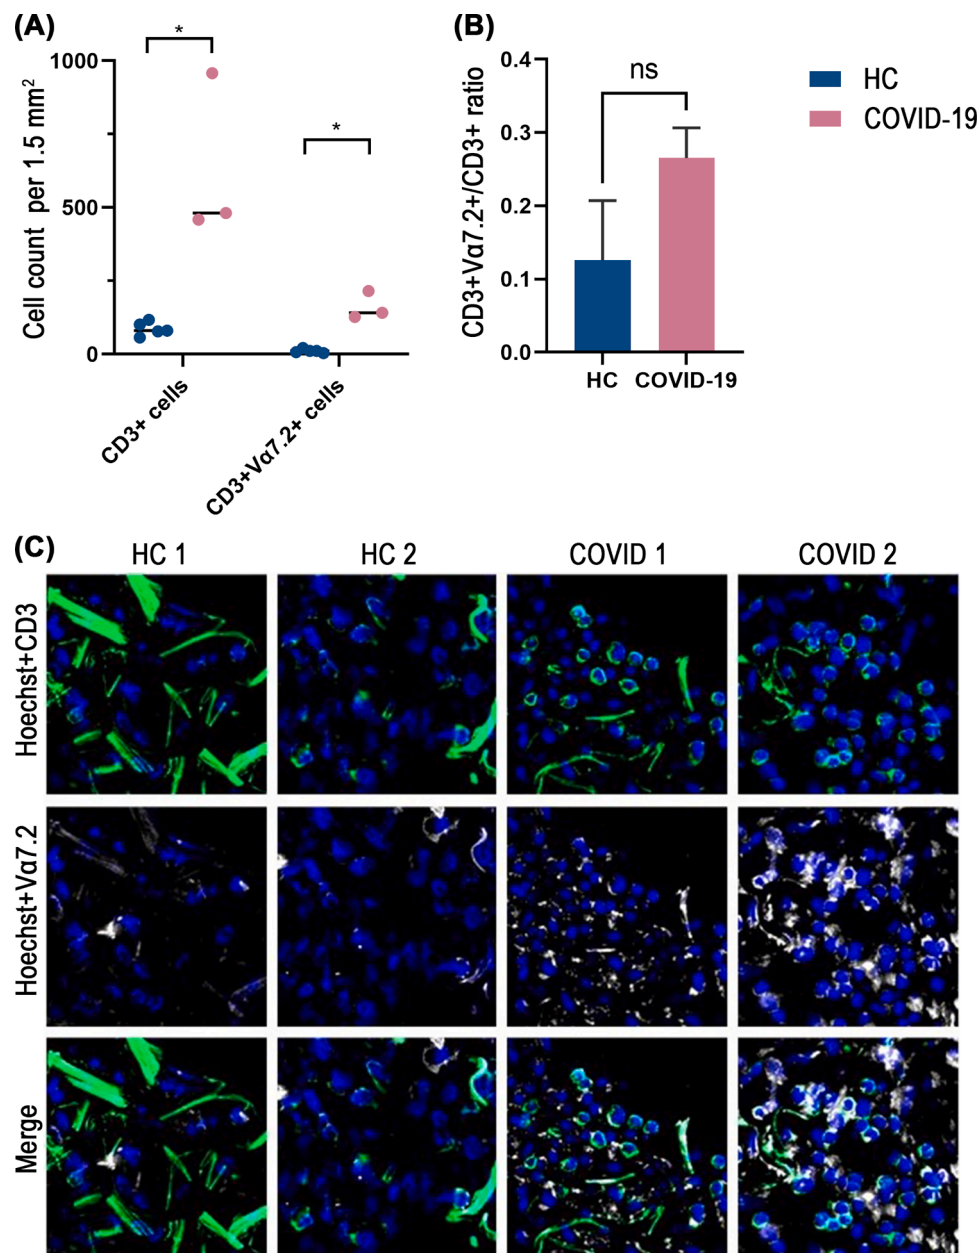 (A)
*
*
Cell count per 1.5 mm²
1000
500
0
CD3+ cells
CD3+Vα7.2+ cells
(B)
ns
CD3+Vα7.2+/CD3+ ratio
0.4
0.3
0.2
0.1
0.0
HC COVID-19
HC
COVID-19
(C)
HC 1 HC 2 COVID 1 COVID 2
Hoechst+CD3
Hoechst+Vα7.2
Merge